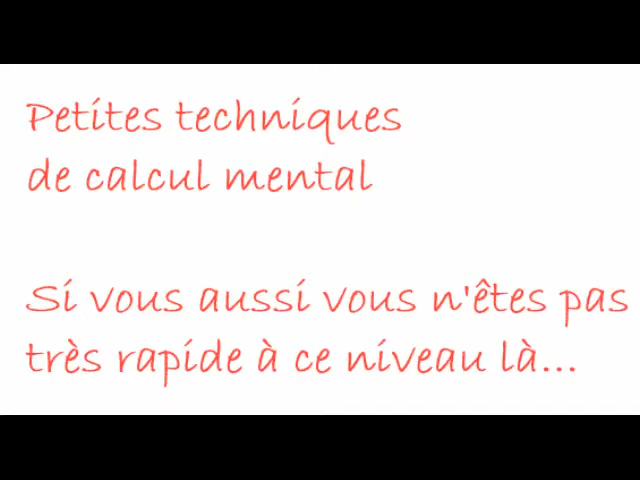 Petites techniques
de calcul mental
Si vous aussi vous n'êtes pas
très rapide à ce niveau là...